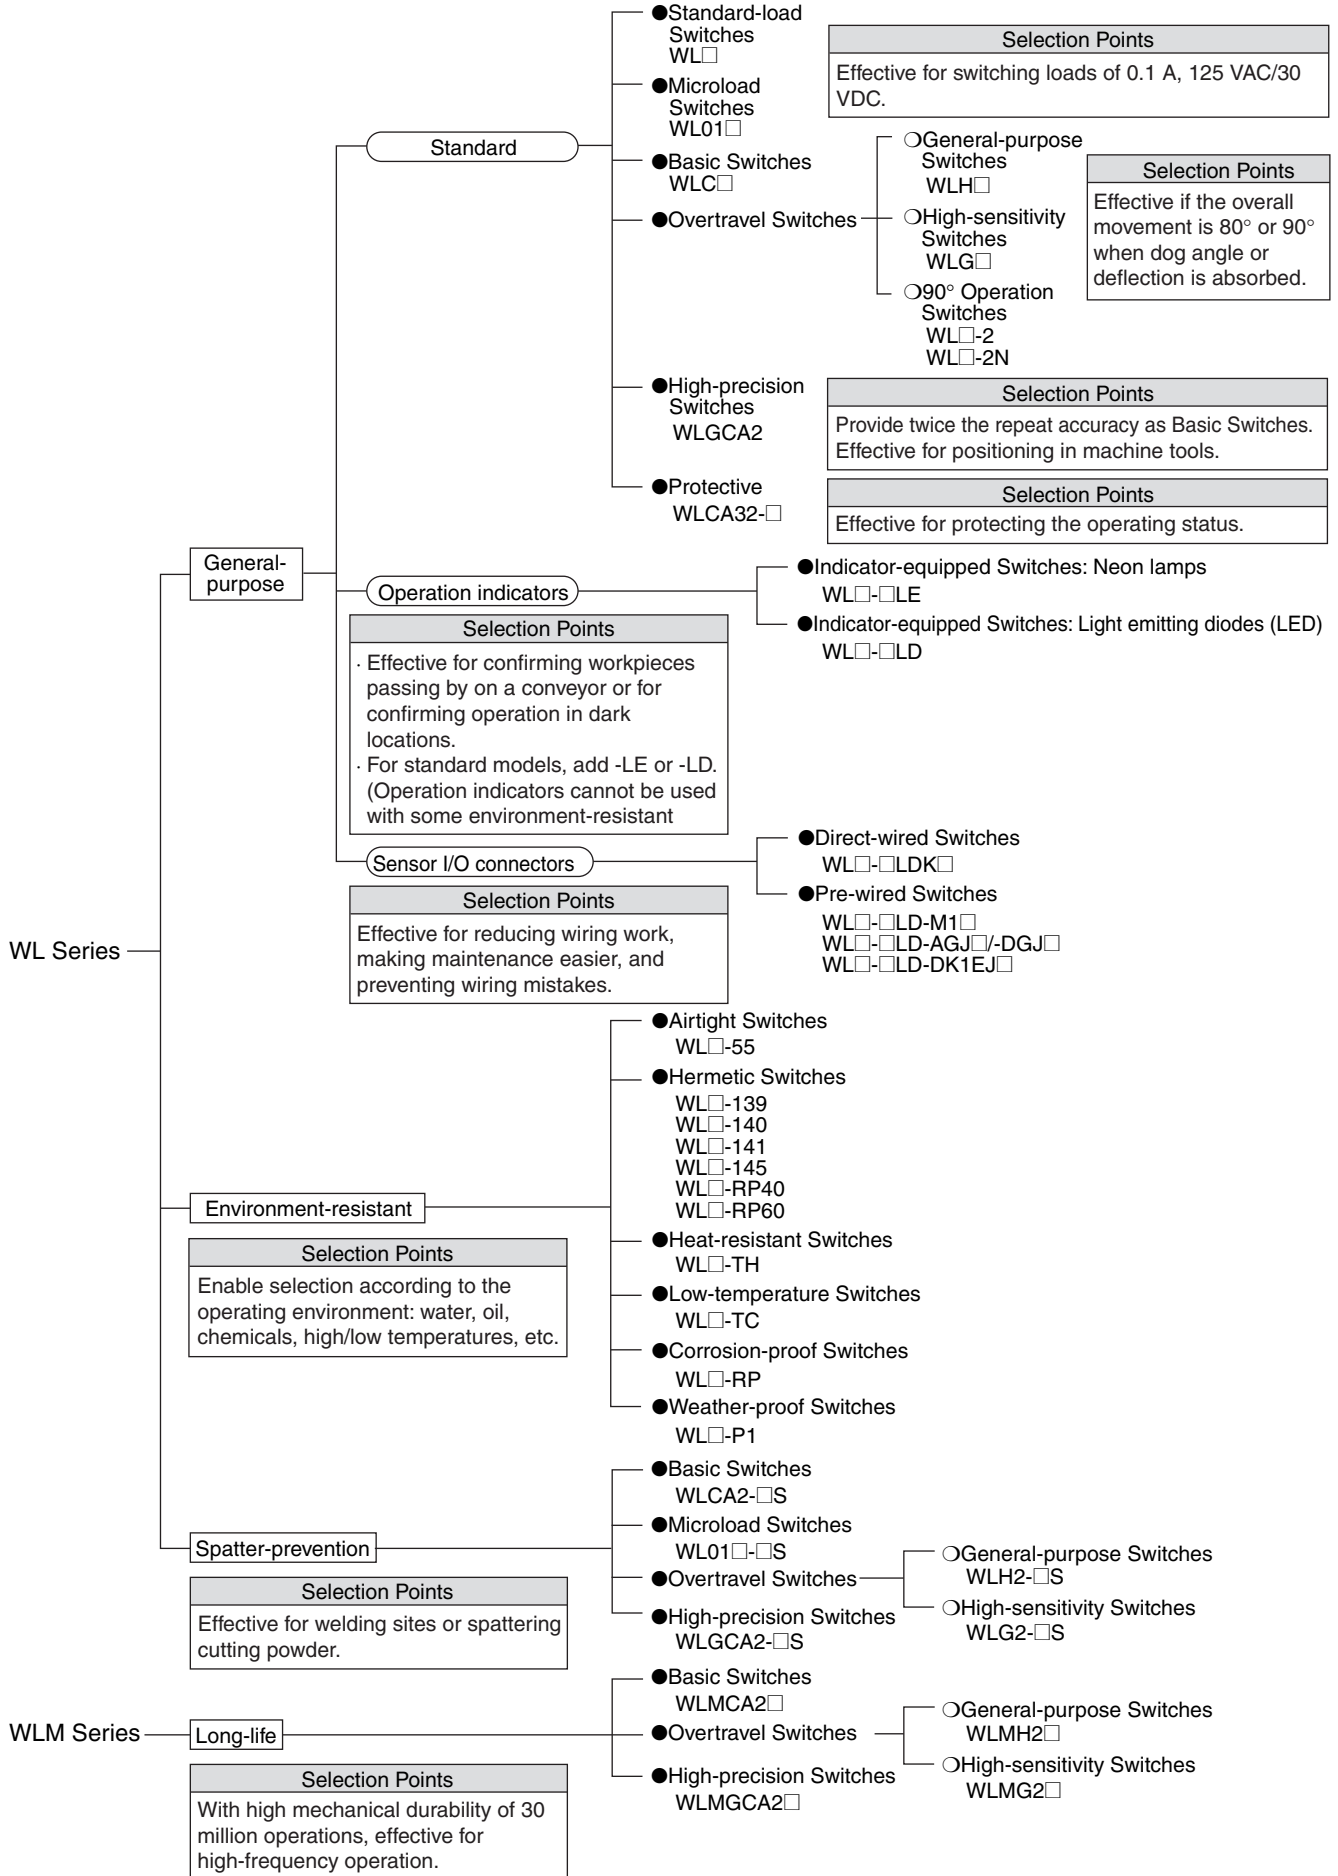 ●Standard-load
Switches
WL□
Selection Points
Effective for switching loads of 0.1 A, 125 VAC/30
VDC.
●Microload
Switches
WL01□
Standard
●Basic Switches
WLC□
●Overtravel Switches
❍General-purpose
Switches
WLH□
❍High-sensitivity
Switches
WLG□
❍90° Operation
Switches
WL□-2
WL□-2N
Selection Points
Effective if the overall
movement is 80° or 90°
when dog angle or
deflection is absorbed.
●High-precision
Switches
WLGCA2
Selection Points
Provide twice the repeat accuracy as Basic Switches.
Effective for positioning in machine tools.
●Protective
WLCA32-□
Selection Points
Effective for protecting the operating status.
General-
purpose
Operation indicators
●Indicator-equipped Switches: Neon lamps
WL□-□LE
●Indicator-equipped Switches: Light emitting diodes (LED)
WL□-□LD
Selection Points
· Effective for confirming workpieces
passing by on a conveyor or for
confirming operation in dark
locations.
· For standard models, add -LE or -LD.
(Operation indicators cannot be used
with some environment-resistant
Sensor I/O connectors
●Direct-wired Switches
WL□-□LDK□
●Pre-wired Switches
WL□-□LD-M1□
WL□-□LD-AGJ□/-DGJ□
WL□-□LD-DK1EJ□
Selection Points
Effective for reducing wiring work,
making maintenance easier, and
preventing wiring mistakes.
WL Series
●Airtight Switches
WL□-55
●Hermetic Switches
WL□-139
WL□-140
WL□-141
WL□-145
WL□-RP40
WL□-RP60
Environment-resistant
Selection Points
Enable selection according to the
operating environment: water, oil,
chemicals, high/low temperatures, etc.
●Heat-resistant Switches
WL□-TH
●Low-temperature Switches
WL□-TC
●Corrosion-proof Switches
WL□-RP
●Weather-proof Switches
WL□-P1
●Basic Switches
WLCA2-□S
●Microload Switches
WL01□-□S
Spatter-prevention
●Overtravel Switches
❍General-purpose Switches
WLH2-□S
❍High-sensitivity Switches
WLG2-□S
●High-precision Switches
WLGCA2-□S
Selection Points
Effective for welding sites or spattering
cutting powder.
●Basic Switches
WLMCA2□
WLM Series
Long-life
●Overtravel Switches
❍General-purpose Switches
WLMH2□
❍High-sensitivity Switches
WLMG2□
●High-precision Switches
WLMGCA2□
Selection Points
With high mechanical durability of 30
million operations, effective for
high-frequency operation.